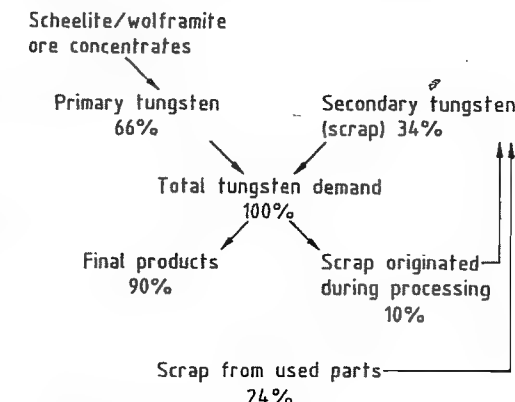 Scheelite/wolframite
ore concentrates
Primary tungsten
66%
Secondary tungsten
(scrap) 34%
Total tungsten demand
100%
Final products
90%
Scrap originated
during processing
10%
Scrap from used parts
24%